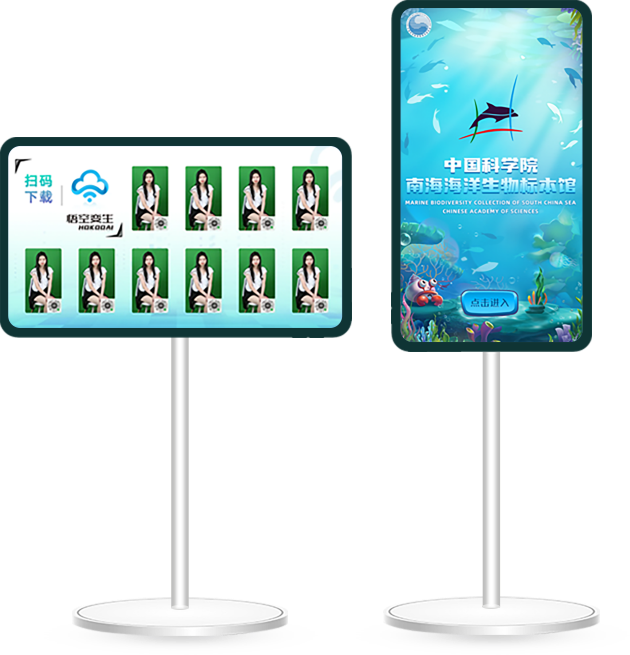 扫码
下载
悟空变生
HOKOOAI
中国科学院
南海海洋生物标本馆
MARINE BIODIVERSITY COLLECTION OF SOUTH CHINA SEA
CHINESE ACADEMY OF SCIENCES
点击进入